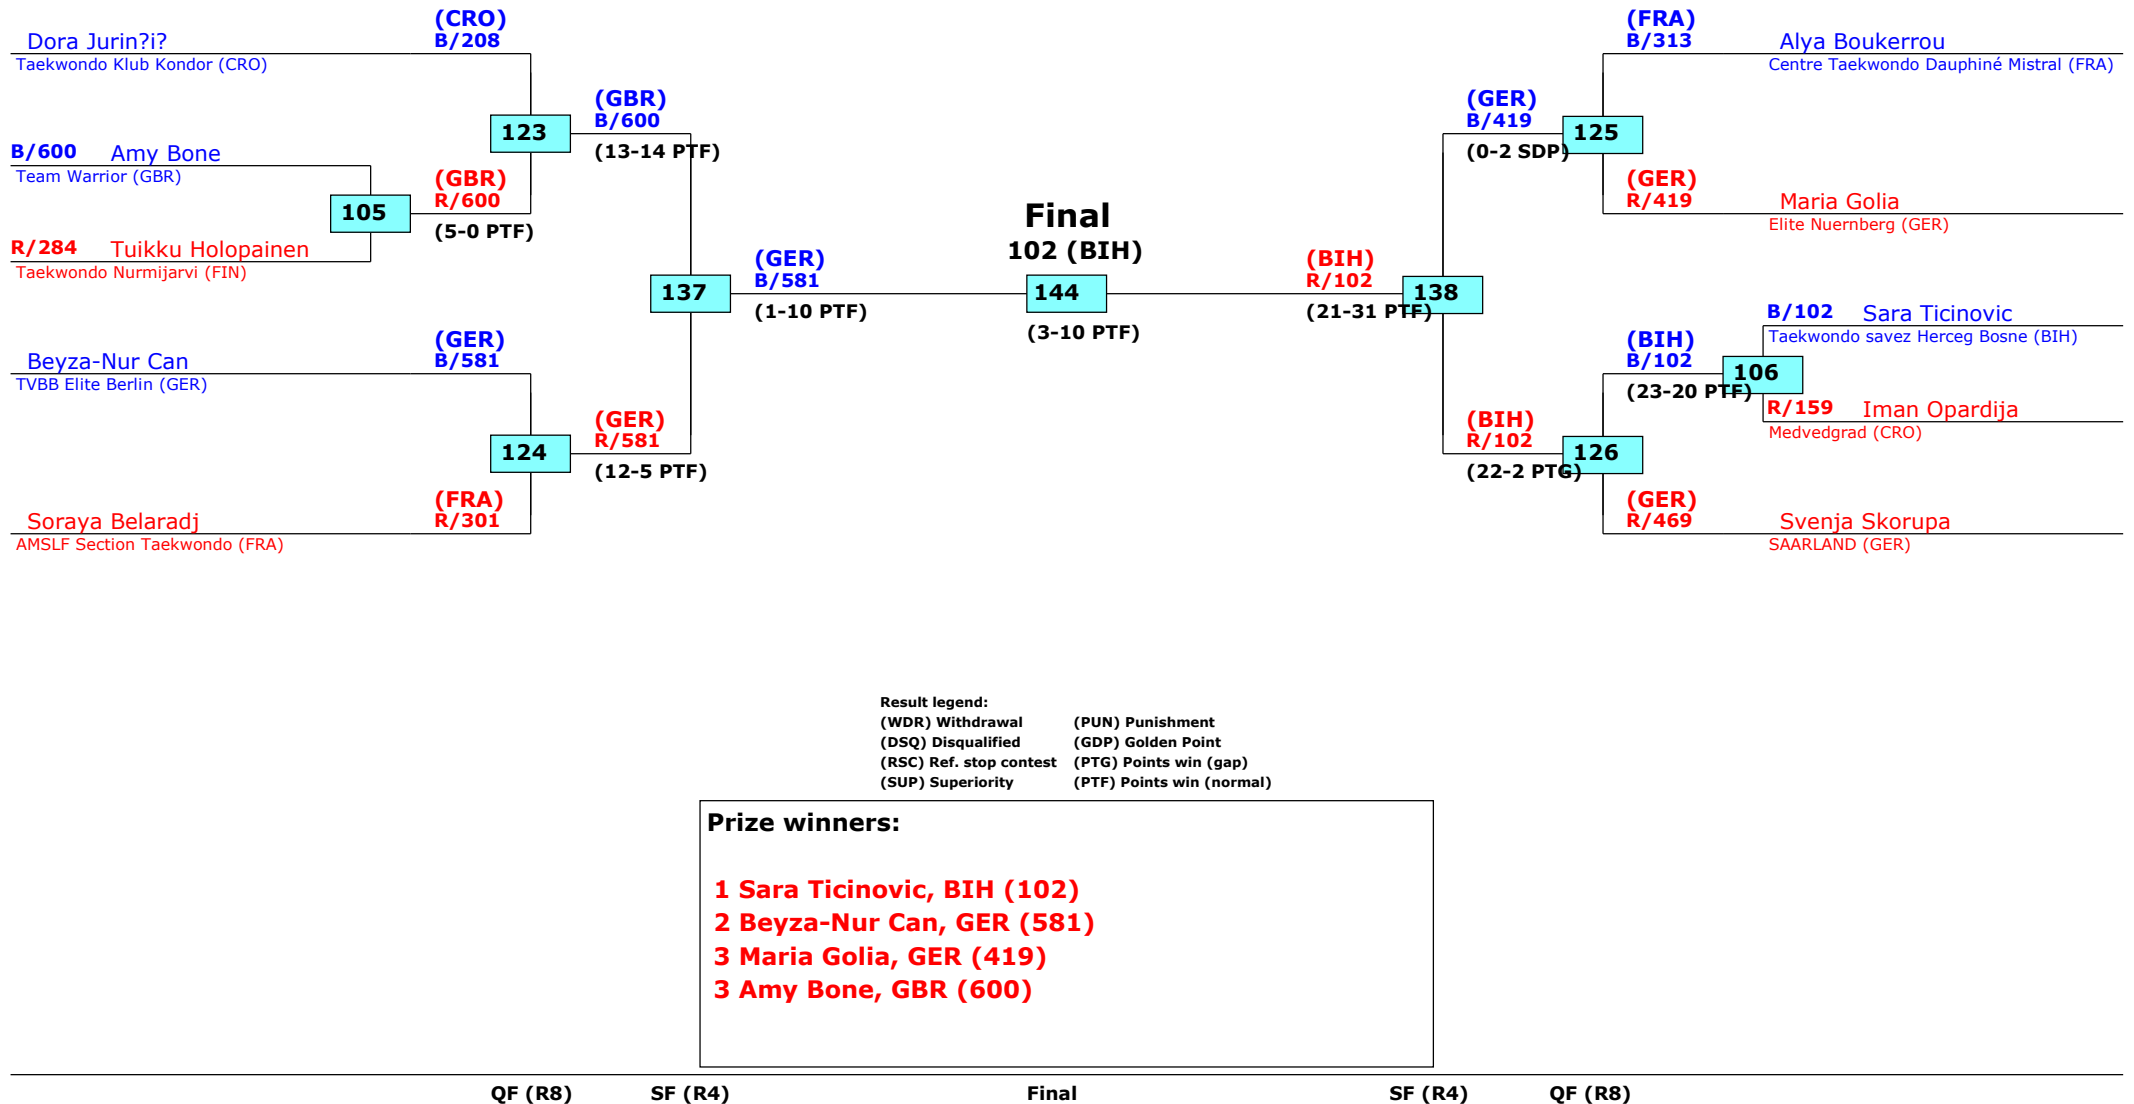 (CRO)
B/208
Dora Jurin?i?
Taekwondo Klub Kondor (CRO)
123
(GBR)
B/600
(13-14 PTF)
B/600 Amy Bone
Team Warrior (GBR)
105
(GBR)
R/600
(5-0 PTF)
R/284 Tuikku Holopainen
Taekwondo Nurmijarvi (FIN)
137
(GER)
B/581
(1-10 PTF)
(GER)
B/581
Beyza-Nur Can
TVBB Elite Berlin (GER)
124
(GER)
R/581
(12-5 PTF)
(FRA)
R/301
Soraya Belaradj
AMSLF Section Taekwondo (FRA)
Final
102 (BIH)
144
(3-10 PTF)
(FRA)
B/313
Alya Boukerrou
Centre Taekwondo Dauphiné Mistral (FRA)
(GER)
B/419
(0-2 SDP)
125
(GER)
R/419
Maria Golia
Elite Nuernberg (GER)
(BIH)
R/102
(21-31 PTF)
138
B/102 Sara Ticinovic
Taekwondo savez Herceg Bosne (BIH)
(BIH)
B/102
(23-20 PTF)
106
R/159 Iman Opardija
Medvedgrad (CRO)
(BIH)
R/102
(22-2 PTG)
126
(GER)
R/469
Svenja Skorupa
SAARLAND (GER)
Result legend:
(WDR) Withdrawal (PUN) Punishment
(DSQ) Disqualified (GDP) Golden Point
(RSC) Ref. stop contest (PTG) Points win (gap)
(SUP) Superiority (PTF) Points win (normal)
Prize winners:
1 Sara Ticinovic, BIH (102)
2 Beyza-Nur Can, GER (581)
3 Maria Golia, GER (419)
3 Amy Bone, GBR (600)
QF (R8) SF (R4) Final SF (R4) QF (R8)